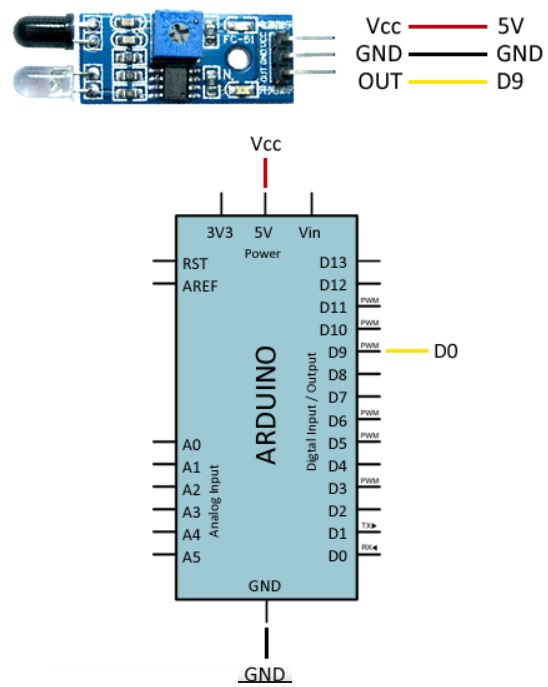 FC-51
OUT GND VCC
N
Vcc 5V
GND GND
OUT D9
Vcc
3V3 5V Vin
Power
RST D13
AREF D12
D11 PWM
D10 PWM
D9 PWM D0
D8
D7
D6 PWM
A0 D5 PWM
A1 D4
A2 D3 PWM
A3 D2
A4 D1 TX▶
A5 D0 RX◀
ARDUINO
Digtal Input / Output
Analog Input
GND
GND